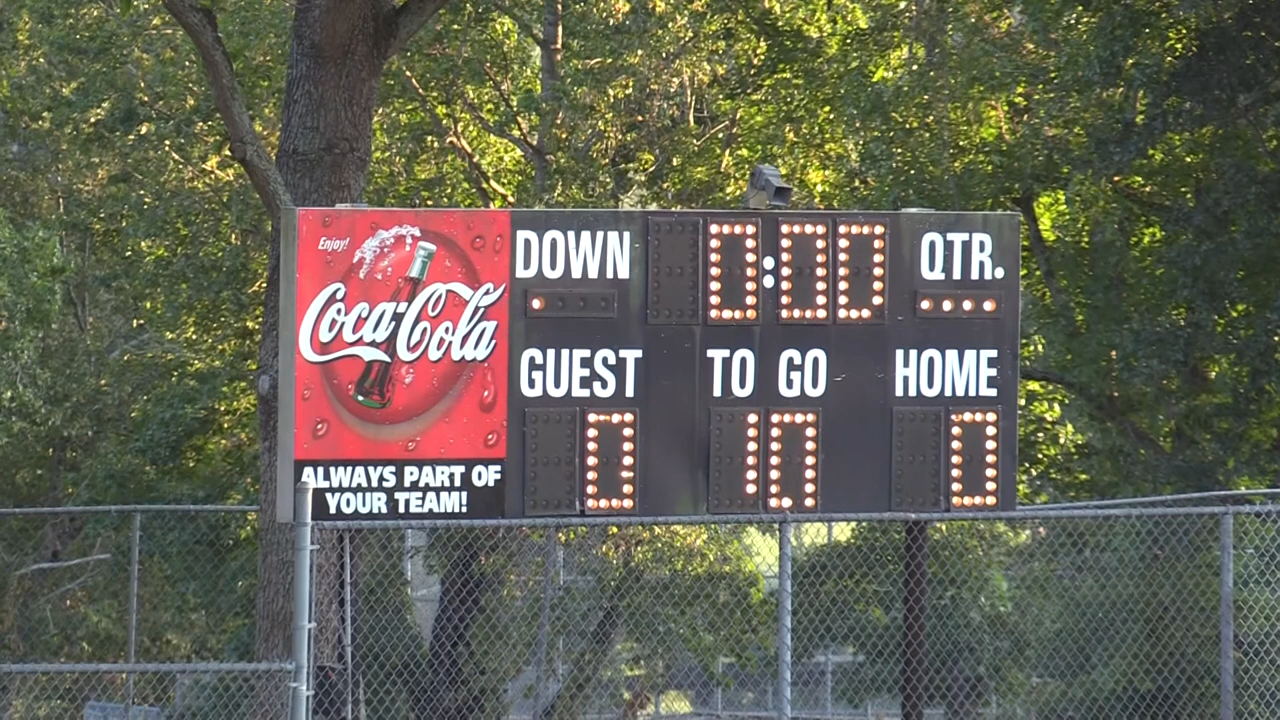 Enjoy!
Coca-Cola
ALWAYS PART OF
YOUR TEAM!
DOWN 0:00 QTR.
GUEST TO GO HOME
0 10 0